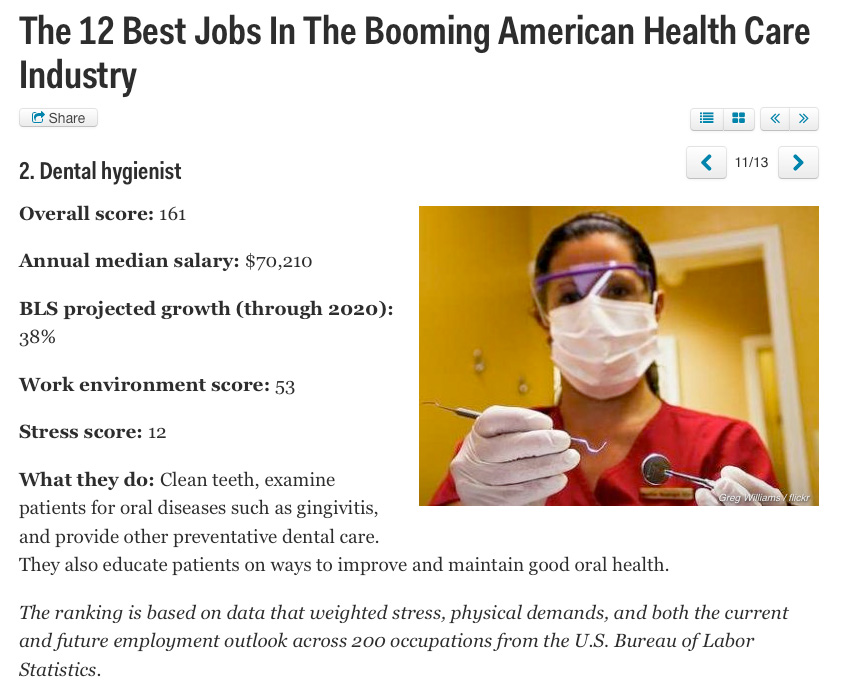 The 12 Best Jobs In The Booming American Health Care
Industry
Share
11/13
2. Dental hygienist
Overall score: 161
Annual median salary: $70,210
BLS projected growth (through 2020):
38%
Work environment score: 53
Stress score: 12
What they do: Clean teeth, examine
patients for oral diseases such as gingivitis,
and provide other preventative dental care.
They also educate patients on ways to improve and maintain good oral health.
Greg Williams / flickr
The ranking is based on data that weighted stress, physical demands, and both the current
and future employment outlook across 200 occupations from the U.S. Bureau of Labor
Statistics.